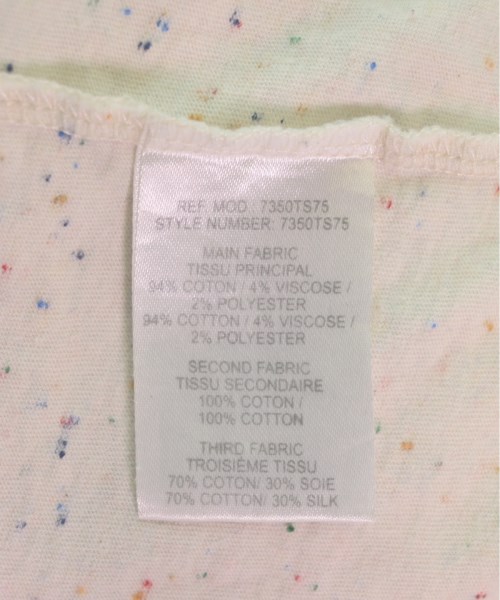 REF. MOD : 7350TS75
STYLE NUMBER: 7350TS75
MAIN FABRIC
TISSU PRINCIPAL
94% COTON / 4% VISCOSE /
2% POLYESTER
94% COTTON / 4% VISCOSE /
2% POLYESTER
SECOND FABRIC
TISSU SECONDAIRE
100% COTON /
100% COTTON
THIRD FABRIC
TROISIÈME TISSU
70% COTON/ 30% SOIE
70% COTTON/ 30% SILK